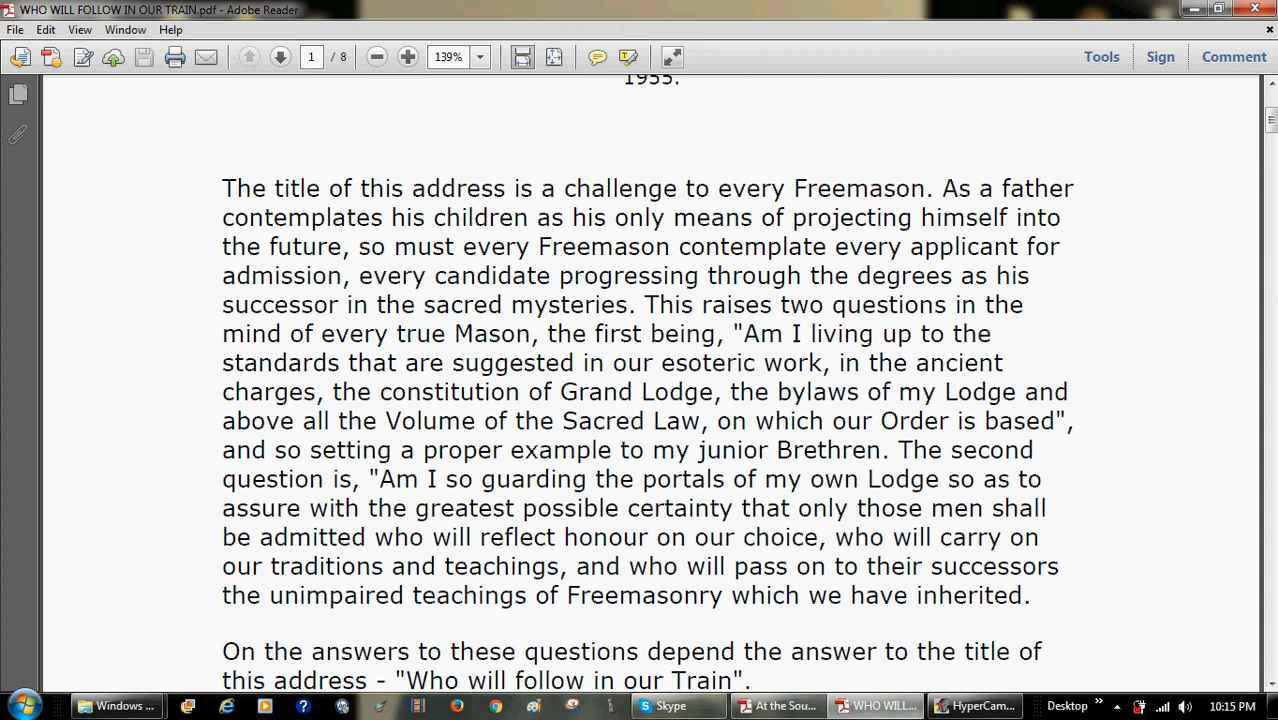 WHO WILL FOLLOW IN OUR TRAIN.pdf - Adobe Reader
File Edit View Window Help
1 / 8 139% Tools Sign Comment
1955.
The title of this address is a challenge to every Freemason. As a father
contemplates his children as his only means of projecting himself into
the future, so must every Freemason contemplate every applicant for
admission, every candidate progressing through the degrees as his
successor in the sacred mysteries. This raises two questions in the
mind of every true Mason, the first being, "Am I living up to the
standards that are suggested in our esoteric work, in the ancient
charges, the constitution of Grand Lodge, the bylaws of my Lodge and
above all the Volume of the Sacred Law, on which our Order is based",
and so setting a proper example to my junior Brethren. The second
question is, "Am I so guarding the portals of my own Lodge so as to
assure with the greatest possible certainty that only those men shall
be admitted who will reflect honour on our choice, who will carry on
our traditions and teachings, and who will pass on to their successors
the unimpaired teachings of Freemasonry which we have inherited.
On the answers to these questions depend the answer to the title of
this address - "Who will follow in our Train".
Windows ... Skype At the Sou... WHO WILL... HyperCam... Desktop 10:15 PM